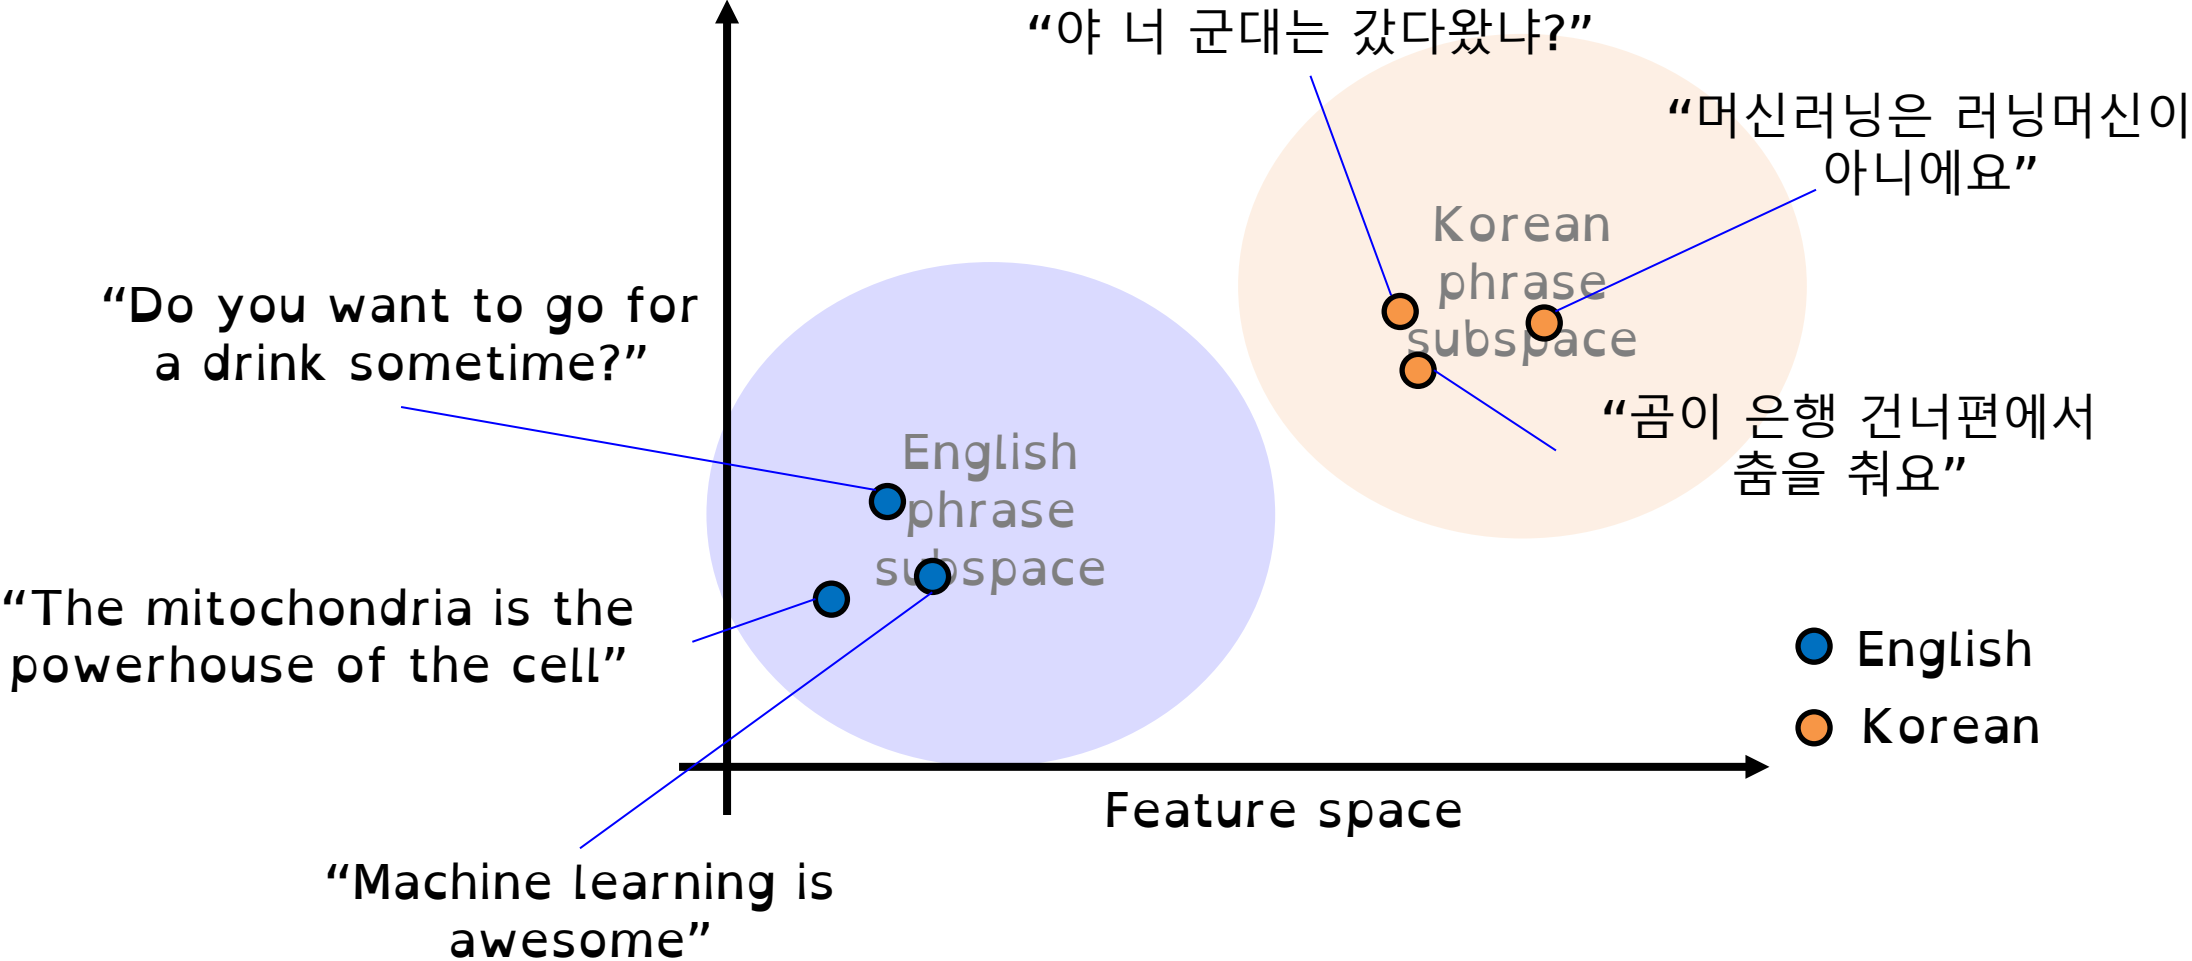 “야 너 군대는 갔다왔냐?”
“머신러닝은 러닝머신이
아니에요”
Korean
phrase
subspace
“Do you want to go for
a drink sometime?”
“곰이 은행 건너편에서
춤을 춰요”
English
phrase
subspace
“The mitochondria is the
powerhouse of the cell”
English
Korean
Feature space
“Machine learning is
awesome”